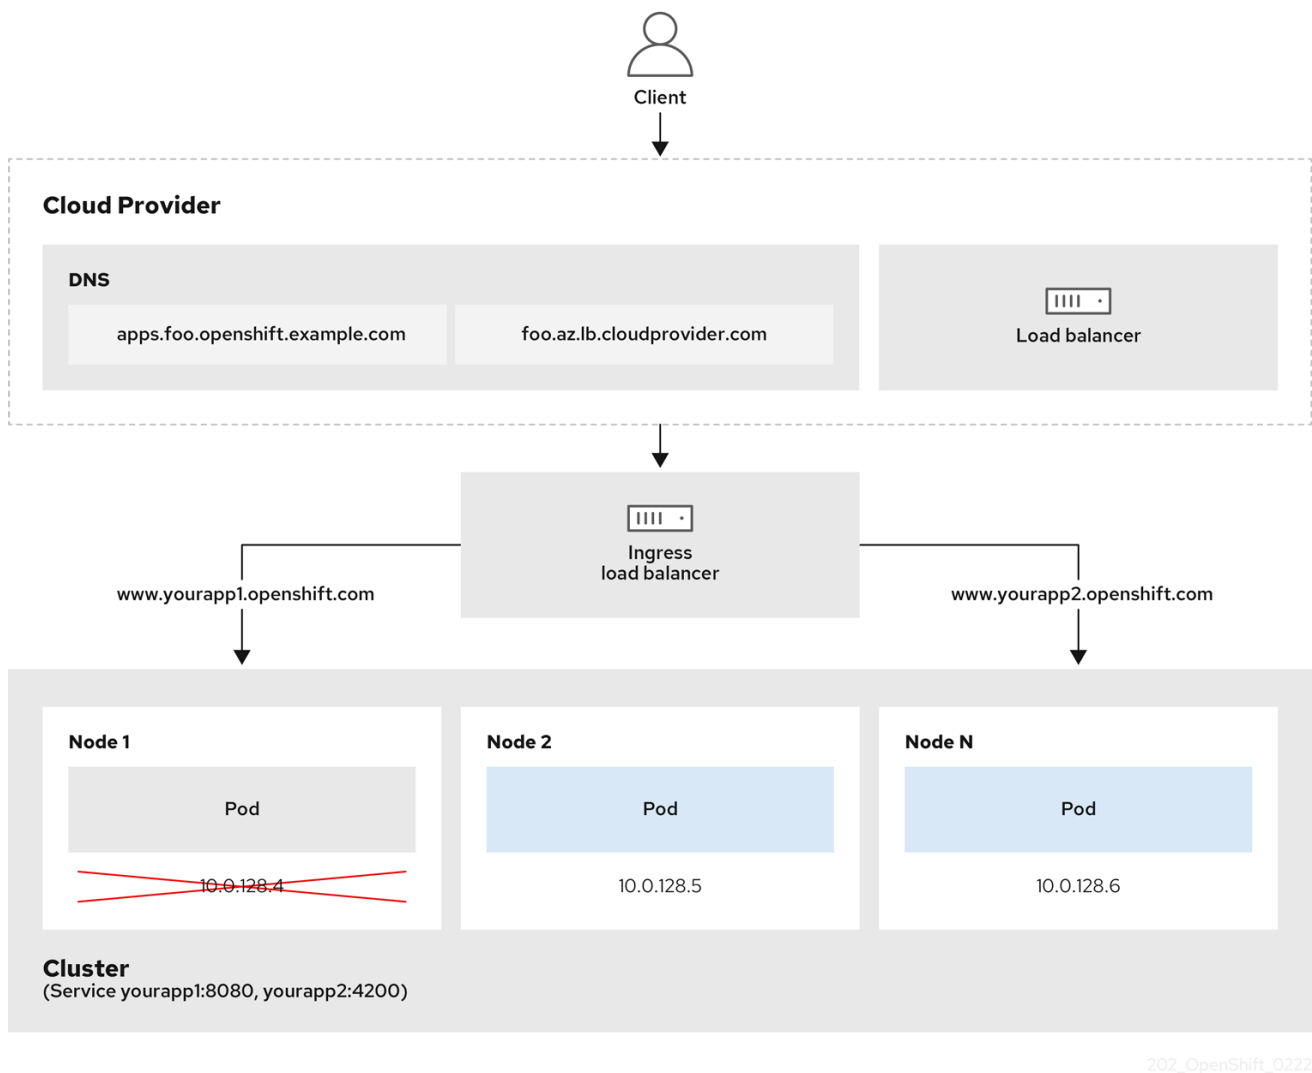 Client
Cloud Provider
DNS
apps.foo.openshift.example.com
foo.az.lb.cloudprovider.com
Load balancer
Ingress
load balancer
www.yourapp1.openshift.com
www.yourapp2.openshift.com
Node 1
Node 2
Node N
Pod
Pod
Pod
10.0.128.4
10.0.128.5
10.0.128.6
Cluster
(Service yourapp1:8080, yourapp2:4200)
202_OpenShift_0222